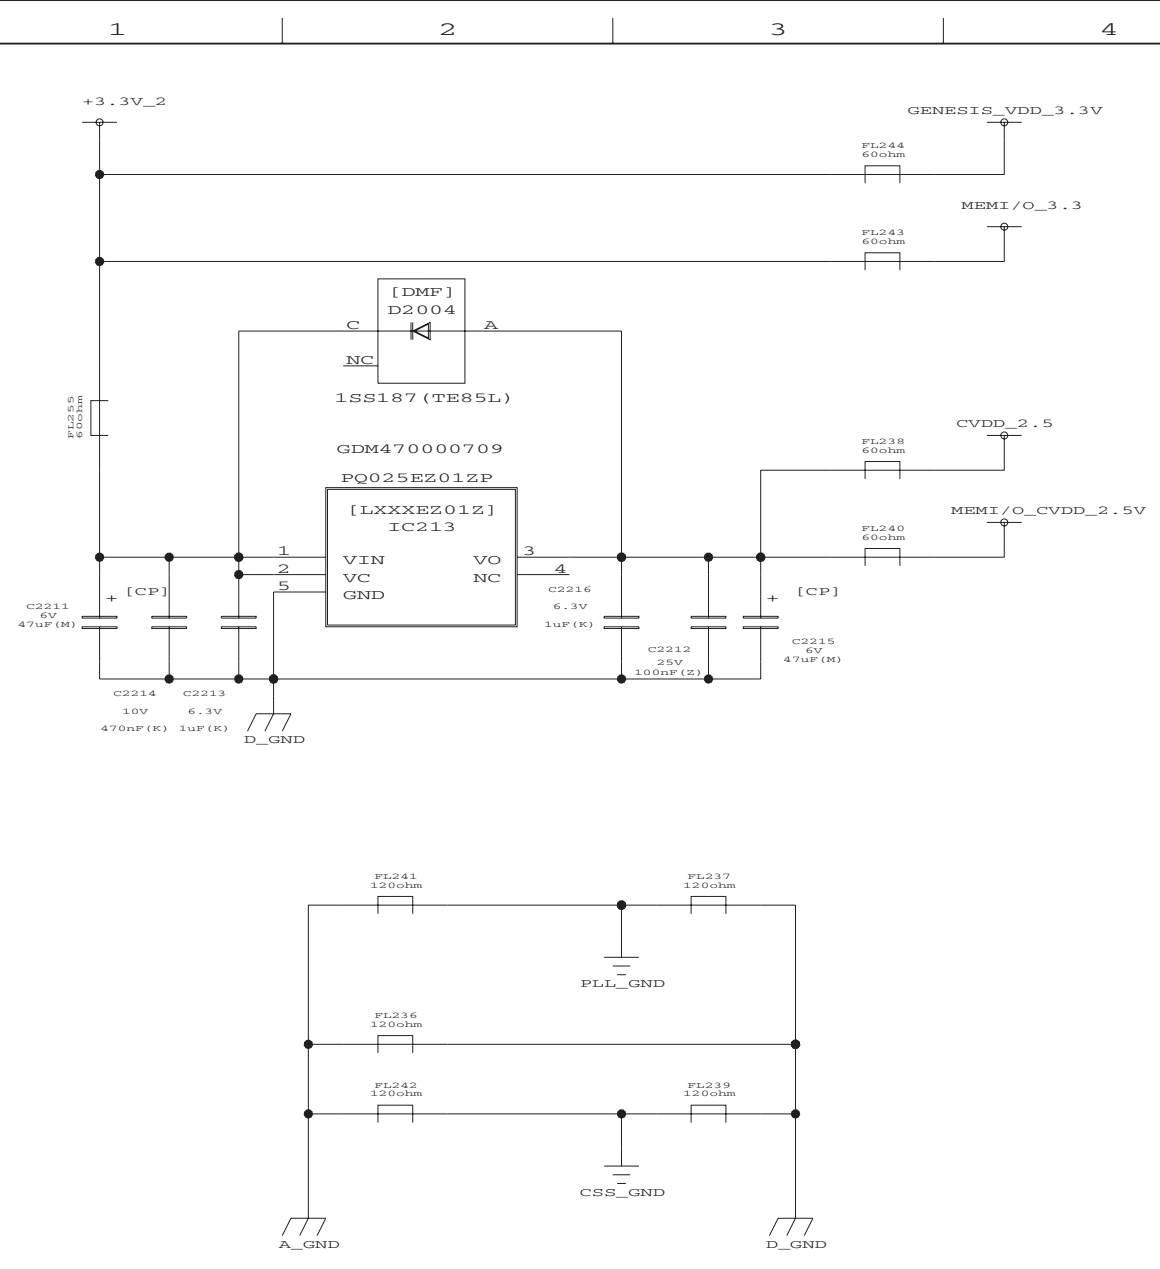 1
2
3
4
+3.3V_2
GENESIS_VDD_3.3V
FL244
60ohm
MEMI/O_3.3
FL243
60ohm
[DMF]
D2004
C
A
NC
1SS187(TE85L)
FL255
60ohm
CVDD_2.5
FL238
60ohm
GDM470000709
PQ025EZ01ZP
[LXXXEZ01Z]
IC213
MEMI/O_CVDD_2.5V
FL240
60ohm
1
VIN
VO
3
2
VC
NC
4
5
GND
+
[CP]
C2211
6V
47uF(M)
C2216
6.3V
1uF(K)
+
[CP]
C2212
25V
100nF(Z)
C2215
6V
47uF(M)
C2214
10V
470nF(K)
C2213
6.3V
1uF(K)
D_GND
FL241
120ohm
FL237
120ohm
PLL_GND
FL236
120ohm
FL242
120ohm
FL239
120ohm
CSS_GND
A_GND
D_GND